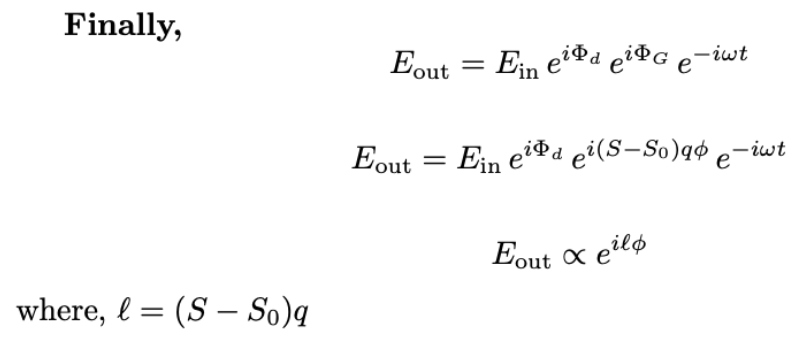 Finally,
E_out = E_in e^{iΦ_d} e^{iΦ_G} e^{−iωt}
E_out = E_in e^{iΦ_d} e^{i(S−S_0)qϕ} e^{−iωt}
E_out ∝ e^{iℓϕ}
where, ℓ = (S − S_0)q